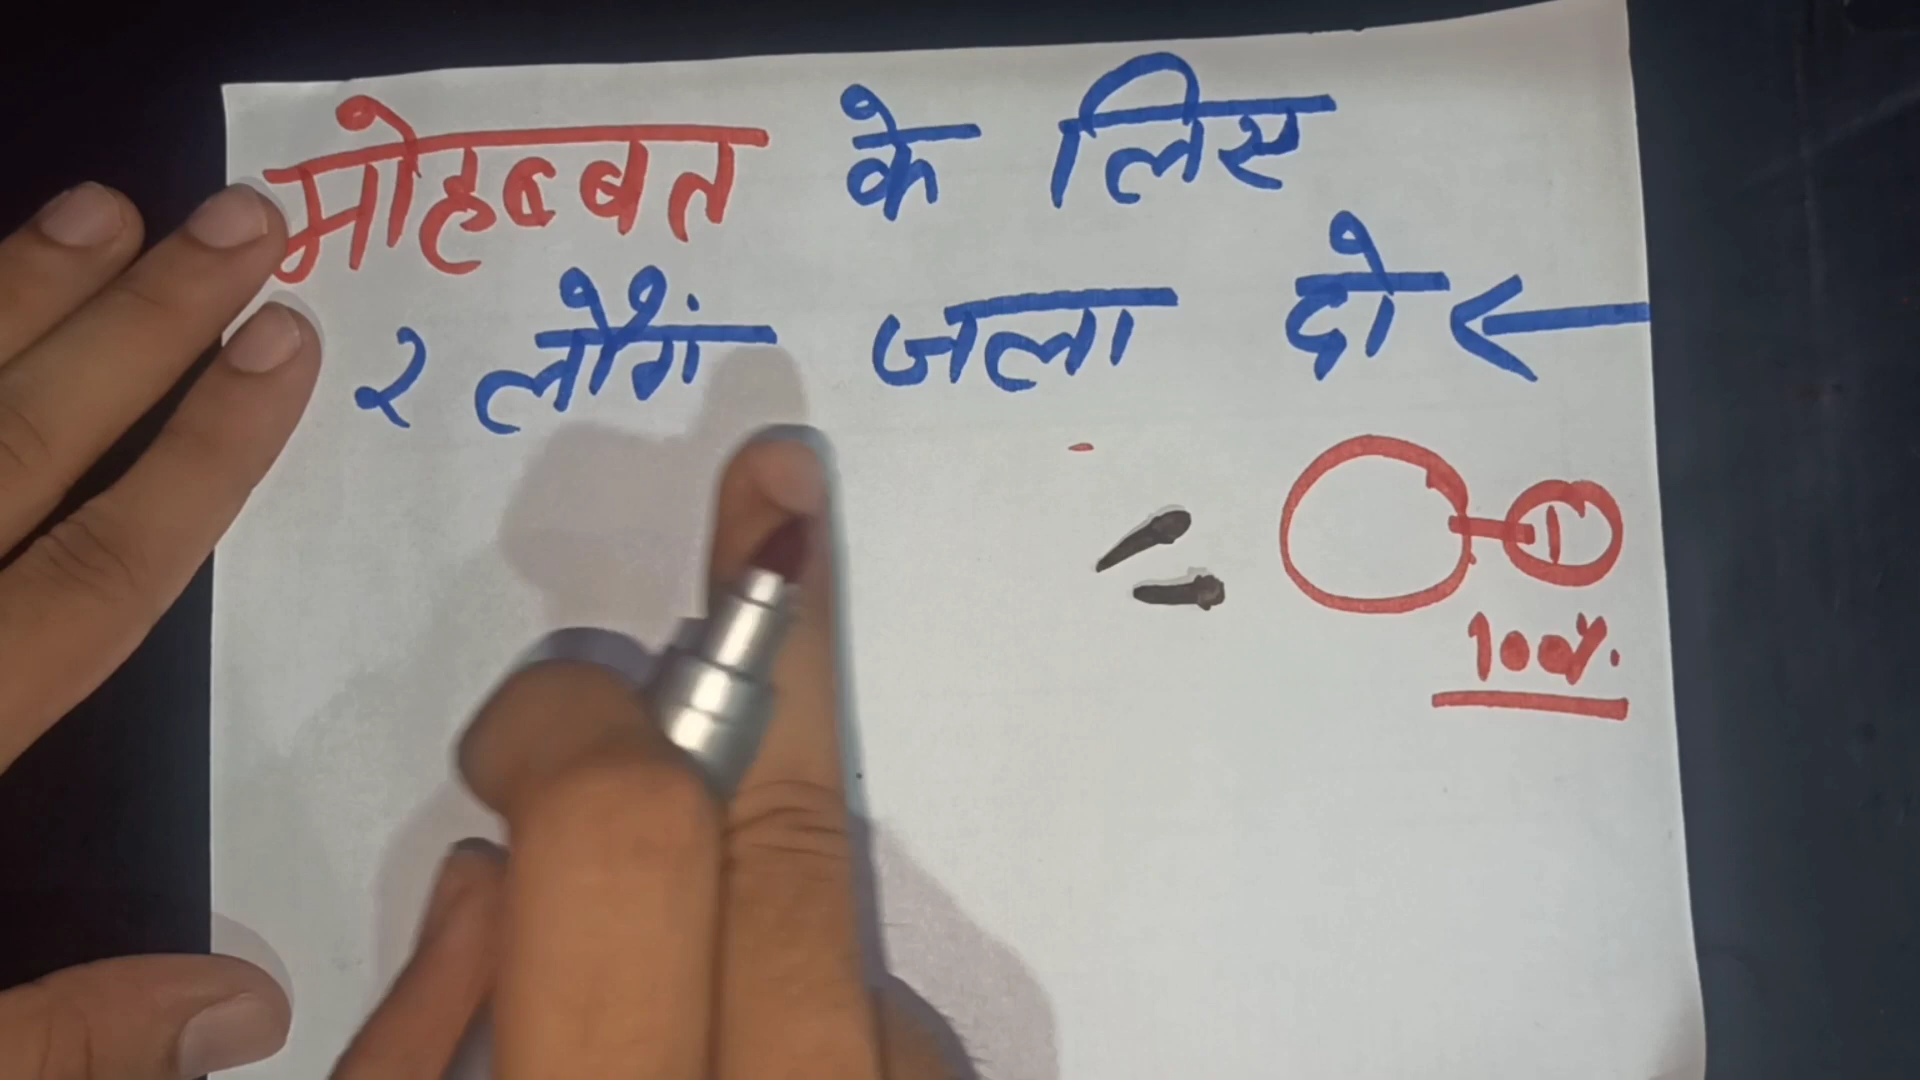 मोहब्बत के लिए
२ लौंग जला दो
1
100%.